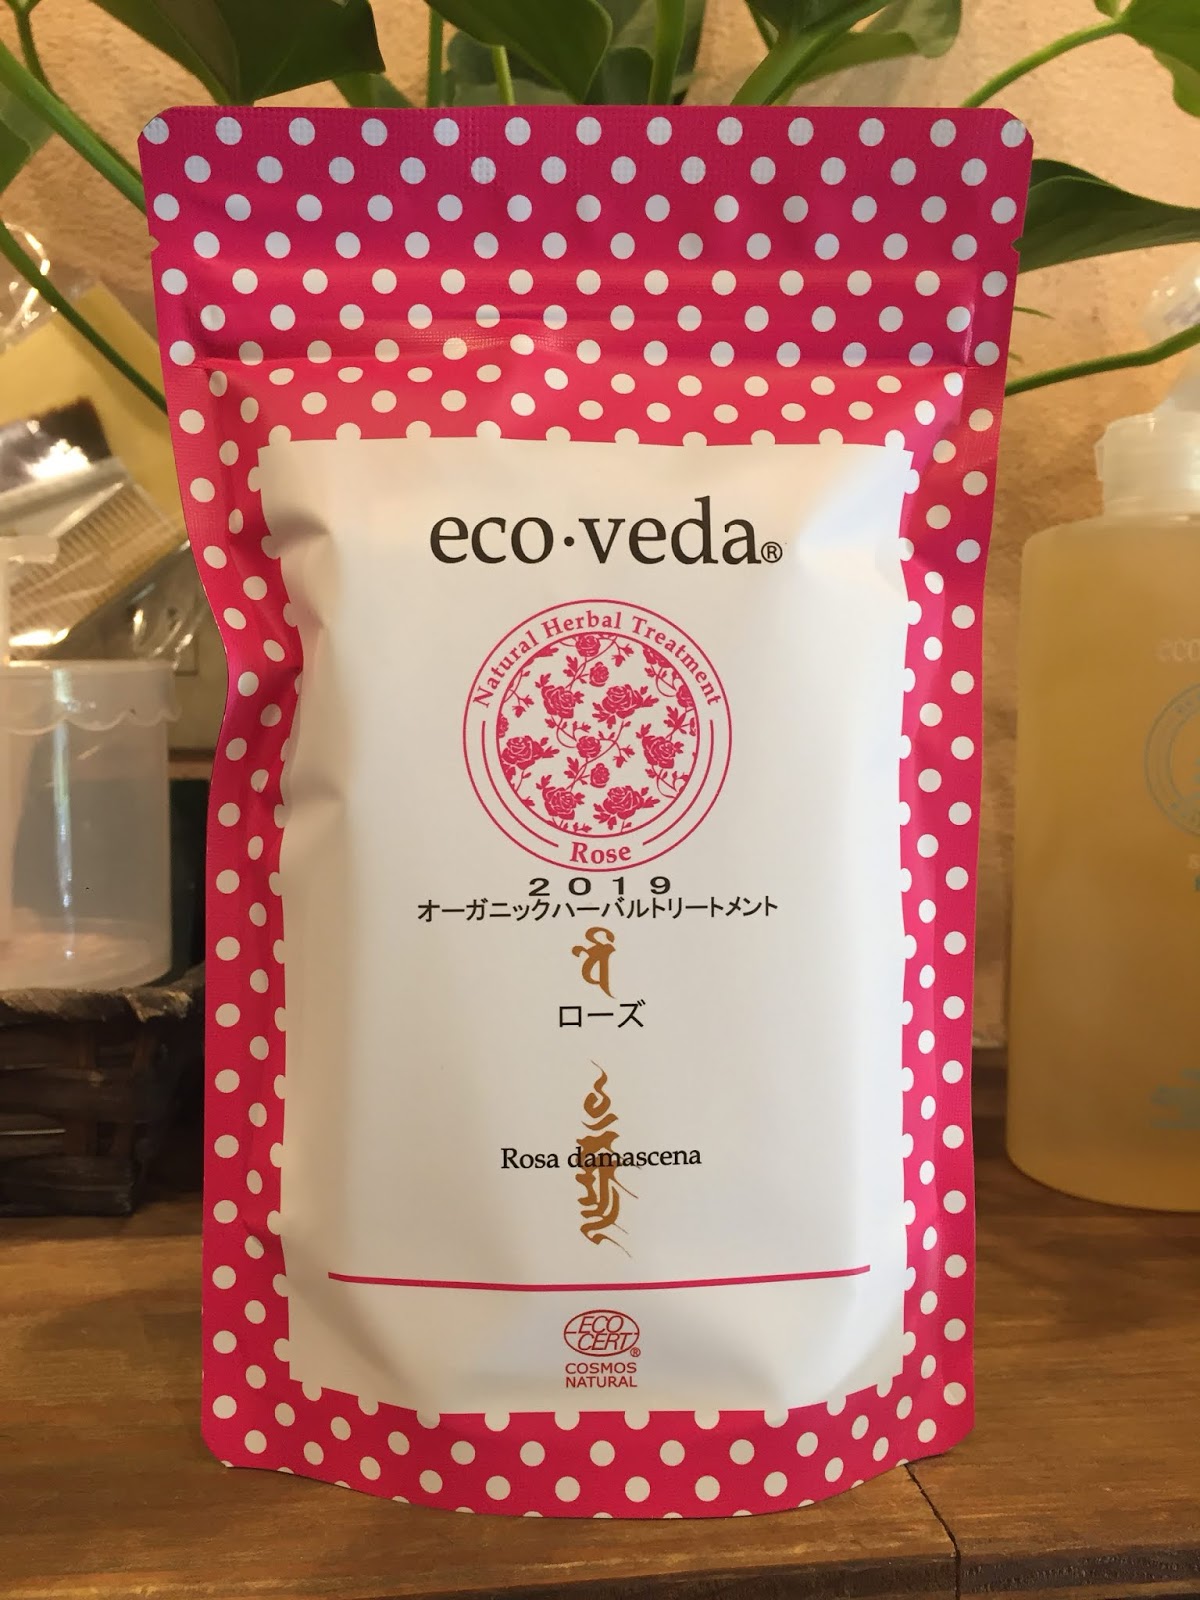 eco・veda®
Natural Herbal Treatment
Rose
2019
オーガニックハーバルトリートメント
ローズ
Rosa damascena
ECO
CERT®
COSMOS
NATURAL